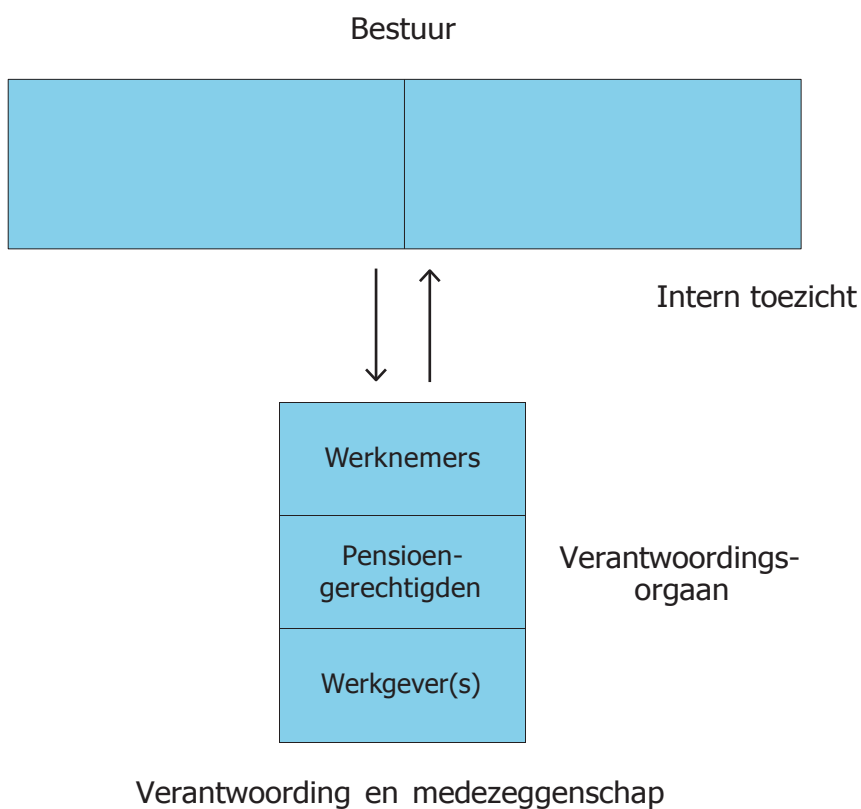 Bestuur
Intern toezicht
Werknemers
Pensioen-
gerechtigden
Verantwoordings-
orgaan
Werkgever(s)
Verantwoording en medezeggenschap